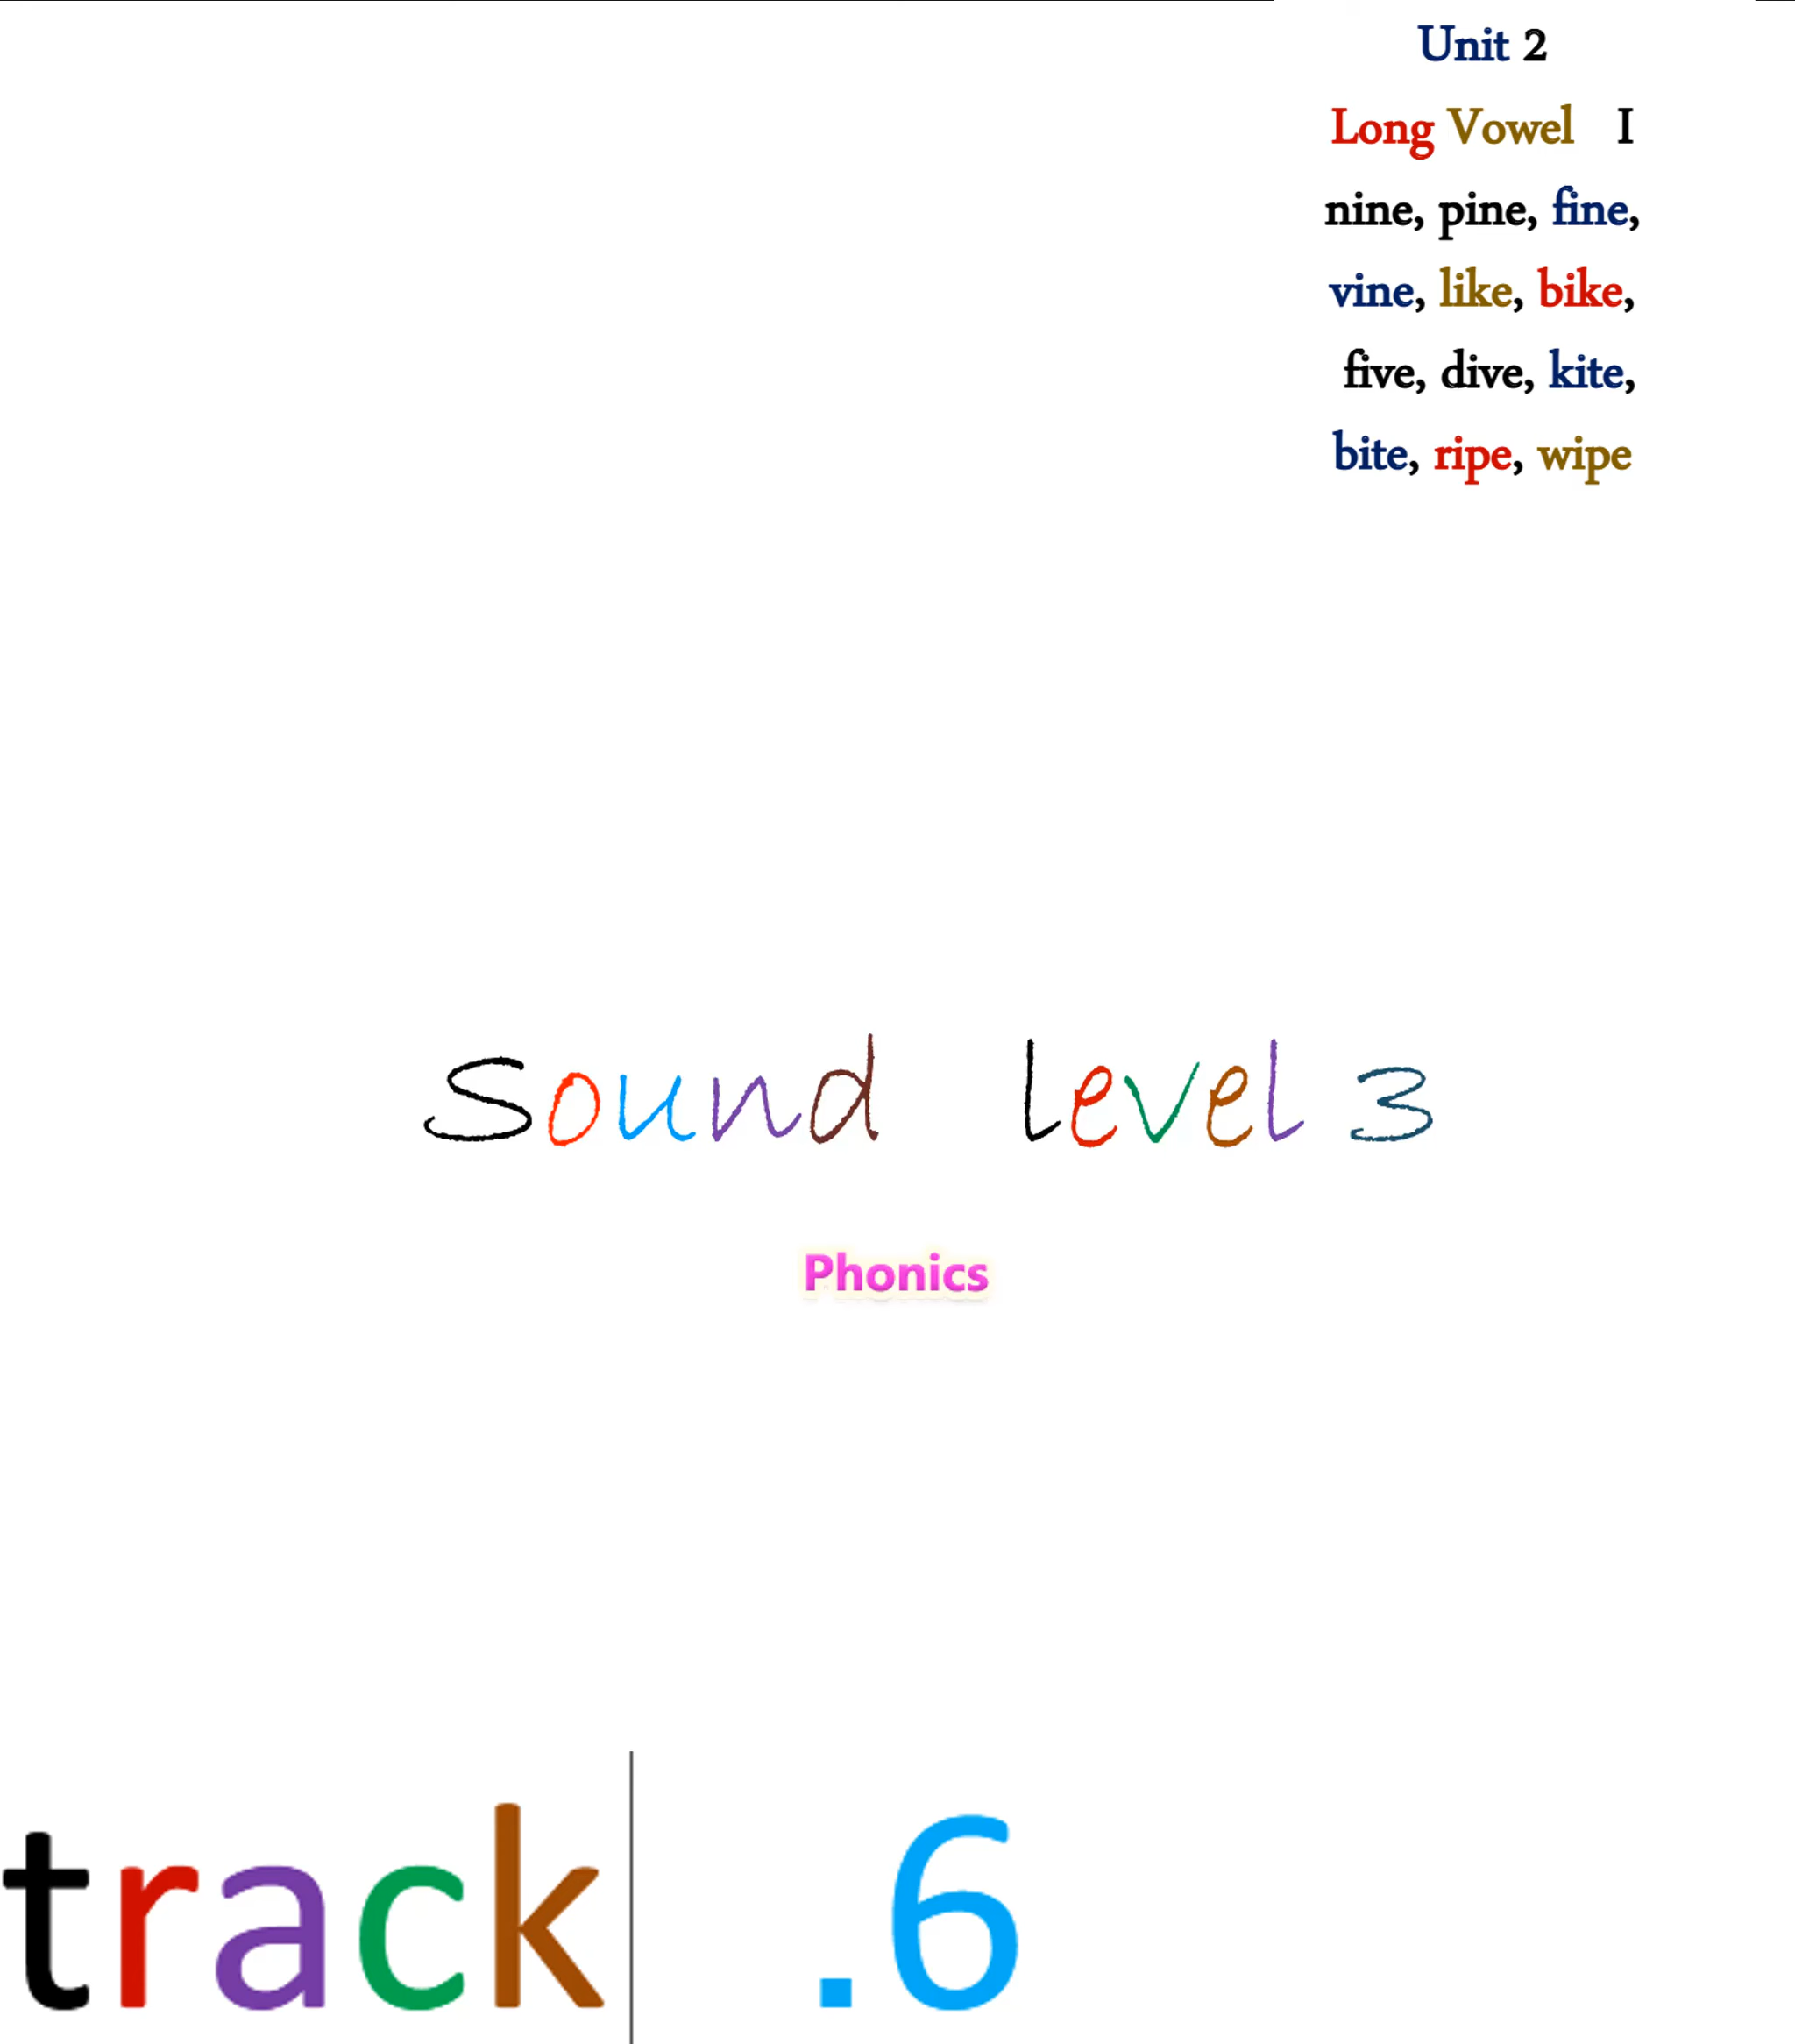 Unit 2
Long Vowel I
nine, pine, fine,
vine, like, bike,
five, dive, kite,
bite, ripe, wipe
Sound level 3
Phonics
track .6